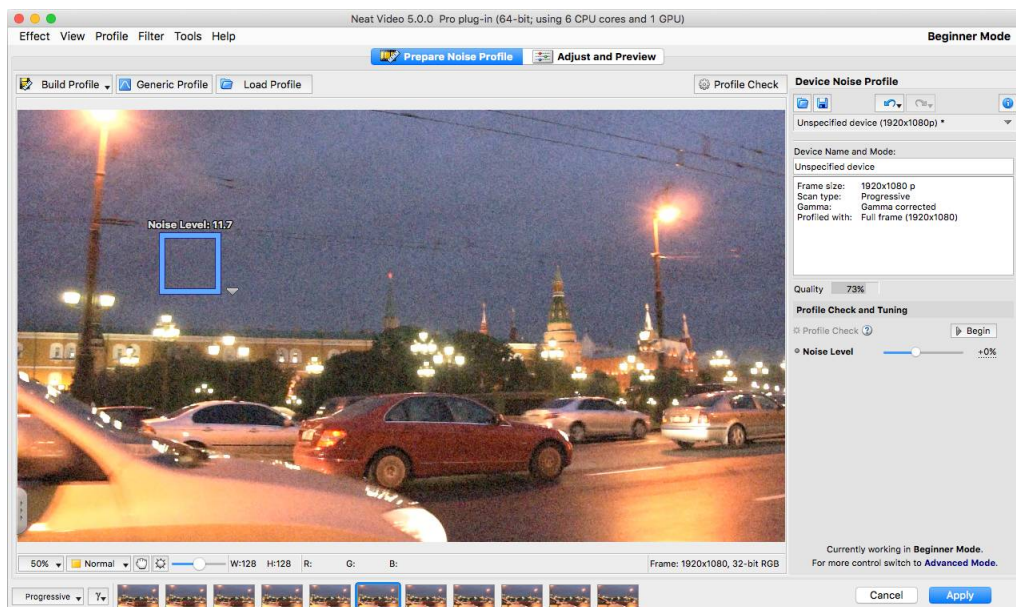 Neat Video 5.0.0 Pro plug-in (64-bit; using 6 CPU cores and 1 GPU)
Effect View Profile Filter Tools Help
Beginner Mode
Prepare Noise Profile
Adjust and Preview
Build Profile
Generic Profile
Load Profile
Profile Check
Device Noise Profile
Unspecified device (1920x1080p) *
Device Name and Mode:
Unspecified device
Frame size: 1920x1080 p
Scan type: Progressive
Gamma: Gamma corrected
Profiled with: Full frame (1920x1080)
Noise Level: 11.7
Quality 73%
Profile Check and Tuning
Profile Check ? Begin
Noise Level +0%
Currently working in Beginner Mode.
For more control switch to Advanced Mode.
50% Normal W:128 H:128 R: G: B: Frame: 1920x1080, 32-bit RGB
Progressive γ Cancel Apply